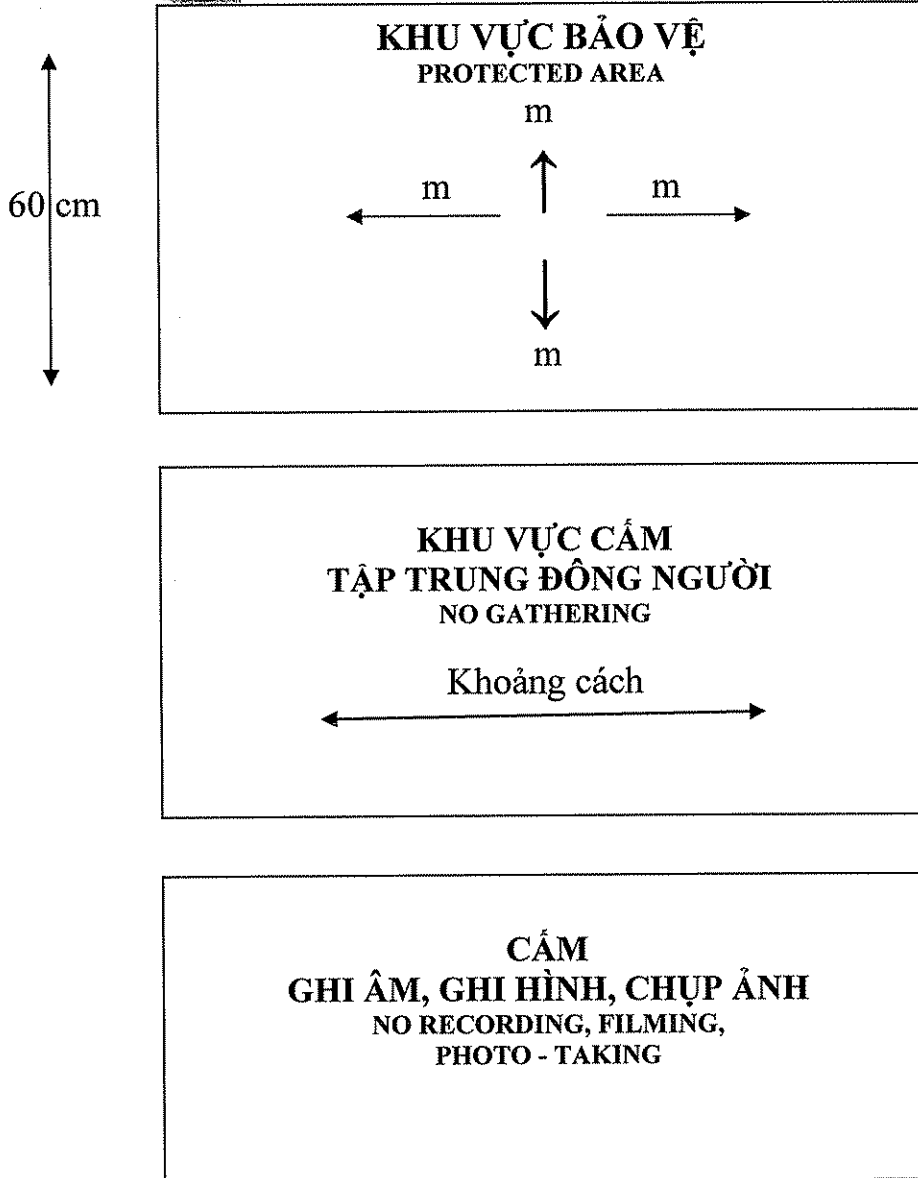 KHU VỰC BẢO VỆ
PROTECTED AREA
m
m m
60 cm
m
KHU VỰC CẤM
TẬP TRUNG ĐÔNG NGƯỜI
NO GATHERING
Khoảng cách
CẤM
GHI ÂM, GHI HÌNH, CHỤP ẢNH
NO RECORDING, FILMING,
PHOTO - TAKING